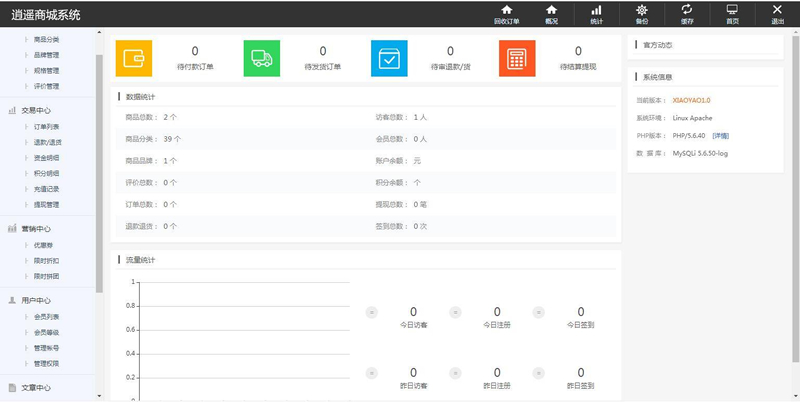 逍遥商城系统
回收订单 概况 统计 备份 缓存 首页 退出
商品分类
品牌管理
规格管理
评价管理
交易中心
订单列表
退款/退货
资金明细
积分明细
充值记录
提现管理
营销中心
优惠券
限时折扣
限时拼团
用户中心
会员列表
会员等级
管理账号
管理权限
文章中心
0 0 0 0
待付款订单 待发货订单 待审退款/货 待结算提现
数据统计
商品总数： 2 个 访客总数： 1 人
商品分类： 39 个 会员总数： 0 人
商品品牌： 1 个 账户余额： 元
评价总数： 0 个 积分余额： 个
订单总数： 0 个 提现总数： 0 笔
退款退货： 0 个 签到总数： 0 次
流量统计
1
0.8
0.6
0.4
0.2
0
0 0 0
今日访客 今日注册 今日签到
0 0 0
昨日访客 昨日注册 昨日签到
官方动态
系统信息
当前版本： XIAOYAO1.0
系统环境： Linux Apache
PHP版本： PHP/5.6.40 [详情]
数 据 库： MySQLi 5.6.50-log